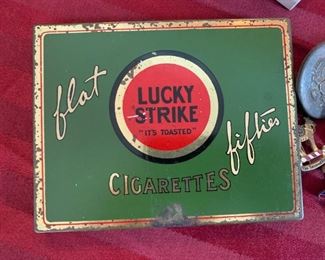 flat
LUCKY
STRIKE
"IT'S TOASTED"
fifties
CIGARETTES